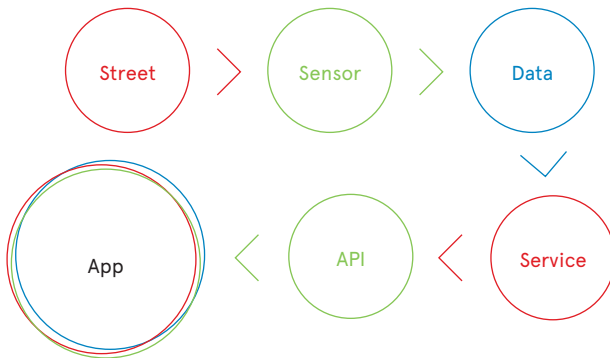 Street
Sensor
Data
Service
API
App